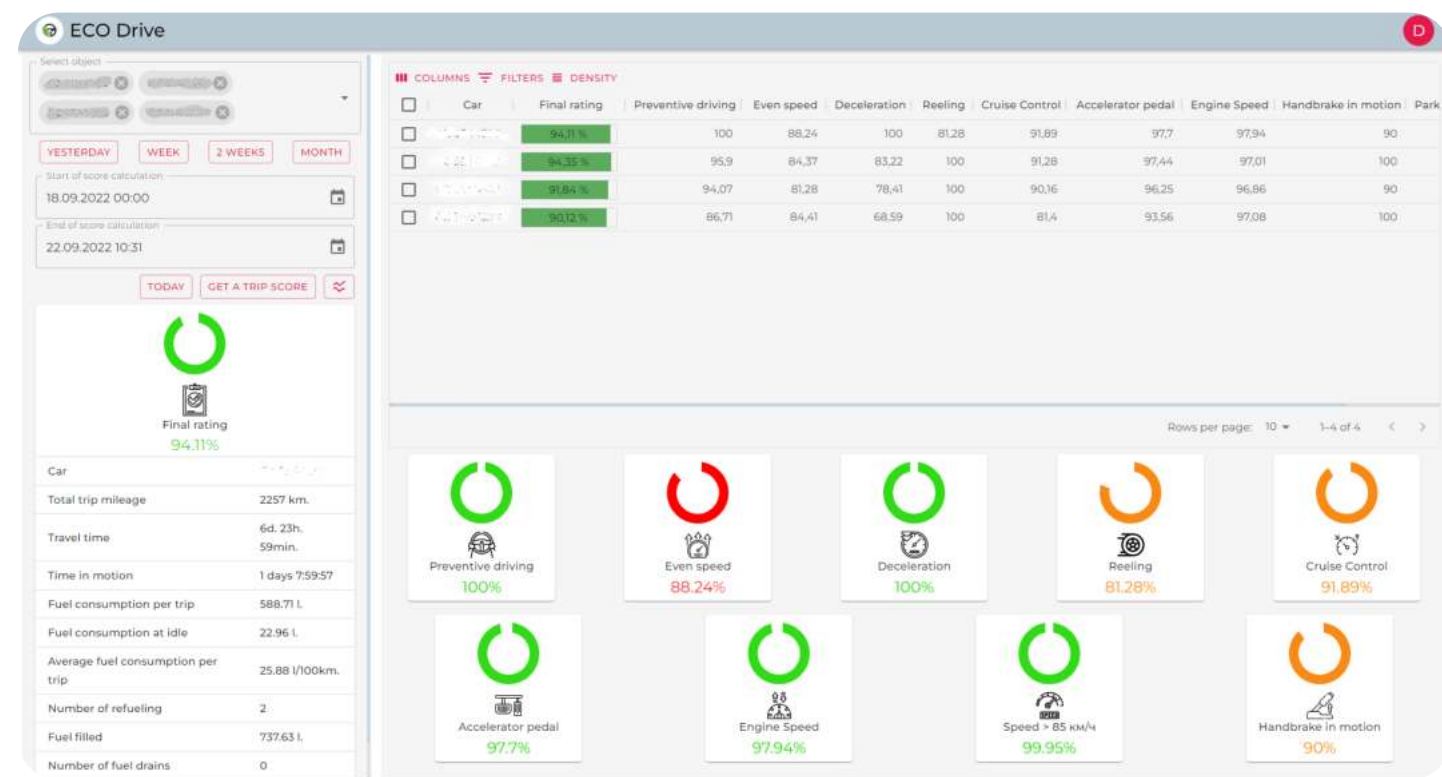 ECO Drive
D
Select object
YESTERDAY WEEK 2 WEEKS MONTH
Start of score calculation
18.09.2022 00:00
End of score calculation
22.09.2022 10:31
TODAY GET A TRIP SCORE
Final rating
94.11%
Car
Total trip mileage 2257 km.
Travel time 6d. 23h.
59min.
Time in motion 1 days 7:59:57
Fuel consumption per trip 588.71 l.
Fuel consumption at idle 22.96 l.
Average fuel consumption per
trip 25.88 l/100km.
Number of refueling 2
Fuel filled 737.63 l.
Number of fuel drains 0
COLUMNS FILTERS DENSITY
Car Final rating Preventive driving Even speed Deceleration Reeling Cruise Control Accelerator pedal Engine Speed Handbrake in motion Park
94,11 % 100 88,24 100 81,28 91,89 97,7 97,94 90
94,35 % 95,9 84,37 83,22 100 91,28 97,44 97,01 100
91,84 % 94,07 81,28 78,41 100 90,16 96,25 96,86 90
90,12 % 86,71 84,41 68,59 100 81,4 93,56 97,08 100
Rows per page: 10 1–4 of 4
Preventive driving Even speed Deceleration Reeling Cruise Control
100% 88.24% 100% 81.28% 91.89%
Accelerator pedal Engine Speed Speed > 85 км/ч Handbrake in motion
97.7% 97.94% 99.95% 90%